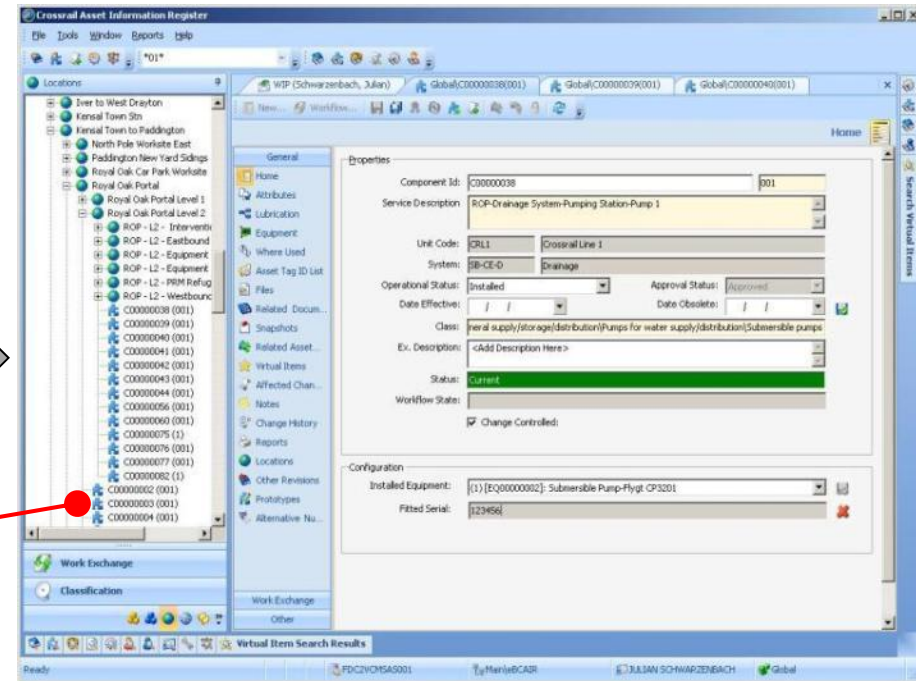 Crossrail Asset Information Register
File Tools Window Reports Help
*01*
Locations
Iver to West Drayton
Kensal Town Stn
Kensal Town to Paddington
North Pole Worksite East
Paddington New Yard Sidings
Royal Oak Car Park Worksite
Royal Oak Portal
Royal Oak Portal Level 1
Royal Oak Portal Level 2
ROP - L2 - Interventi
ROP - L2 - Eastbound
ROP - L2 - Equipment
ROP - L2 - Equipment
ROP - L2 - PRM Refug
ROP - L2 - Westbounc
C00000038 (001)
C00000039 (001)
C00000040 (001)
C00000041 (001)
C00000042 (001)
C00000043 (001)
C00000044 (001)
C00000056 (001)
C00000060 (001)
C00000075 (1)
C00000076 (001)
C00000077 (001)
C00000082 (1)
C00000002 (001)
C00000003 (001)
C00000004 (001)
Work Exchange
Classification
WIP (Schwarzenbach, Julian) Global\C00000038(001) Global\C00000039(001) Global\C00000040(001)
New... Workflow...
Home
General
Home
Attributes
Lubrication
Equipment
Where Used
Asset Tag ID List
Files
Related Docum...
Snapshots
Related Asset...
Virtual Items
Affected Chan...
Notes
Change History
Reports
Locations
Other Revisions
Prototypes
Alternative Nu...
Work Exchange
Other
Properties
Component Id: C00000038 001
Service Description ROP-Drainage System-Pumping Station-Pump 1
Unit Code: CRL1 Crossrail Line 1
System: SB-CE-D Drainage
Operational Status: Installed Approval Status: Approved
Date Effective: / / Date Obsolete: / /
Class: neral supply/storage/distribution\Pumps for water supply/distribution\Submersible pumps
Ex. Description: <Add Description Here>
Status: Current
Workflow State:
Change Controlled:
Configuration
Installed Equipment: (1) [EQ00000002]: Submersible Pump-Flygt CP3201
Fitted Serial: 123456
Search Virtual Items
Virtual Item Search Results
Ready FDC2VCMSAS001 Main\eBCAIR JULIAN SCHWARZENBACH Global